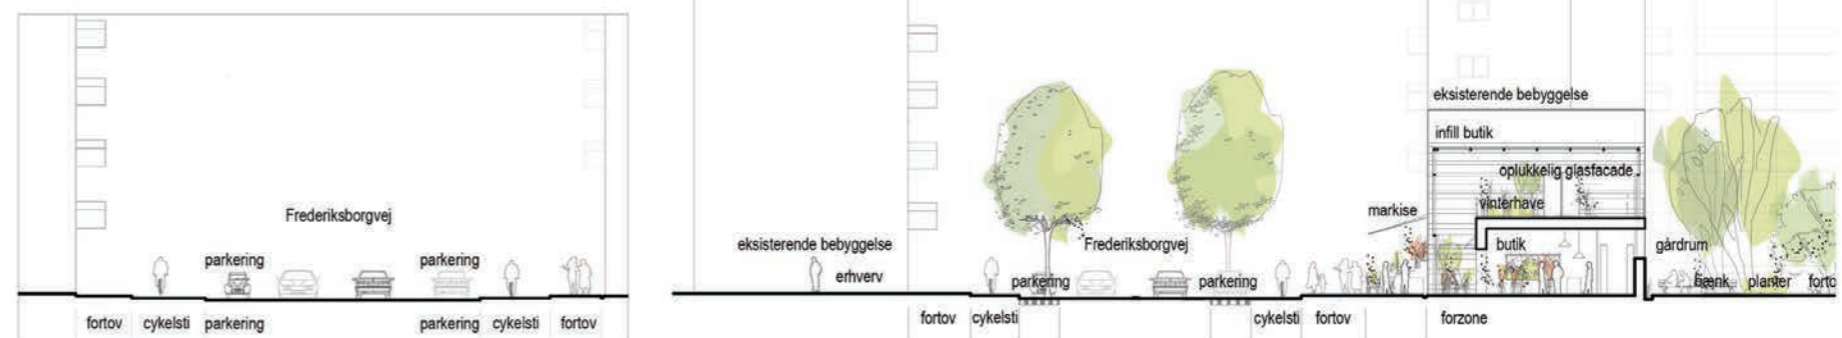 Frederiksborgvej
parkering
parkering
fortov
cykelsti
parkering
parkering
cykelsti
fortov
eksisterende bebyggelse
infill butik
oplukkelig glasfacade
vinterhave
markise
eksisterende bebyggelse
Frederiksborgvej
butik
gårdrum
erhverv
parkering
parkering
bænk
planter
forto
fortov
cykelsti
cykelsti
fortov
forzone